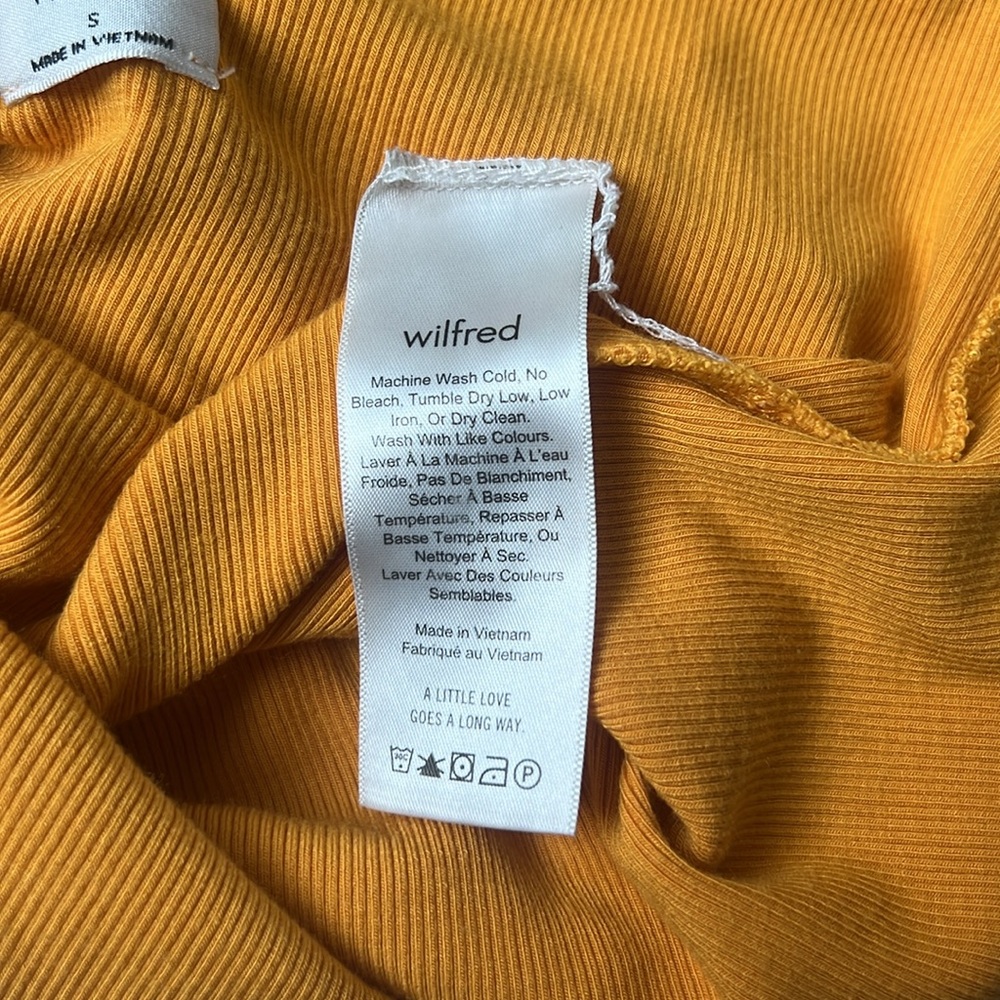 S
MADE IN VIETNAM
wilfred
Machine Wash Cold, No
Bleach, Tumble Dry Low, Low
Iron, Or Dry Clean.
Wash With Like Colours.
Laver À La Machine À L'eau
Froide, Pas De Blanchiment,
Sécher À Basse
Température, Repasser À
Basse Température, Ou
Nettoyer À Sec.
Laver Avec Des Couleurs
Semblables.
Made in Vietnam
Fabriqué au Vietnam
A LITTLE LOVE
GOES A LONG WAY.
30C P